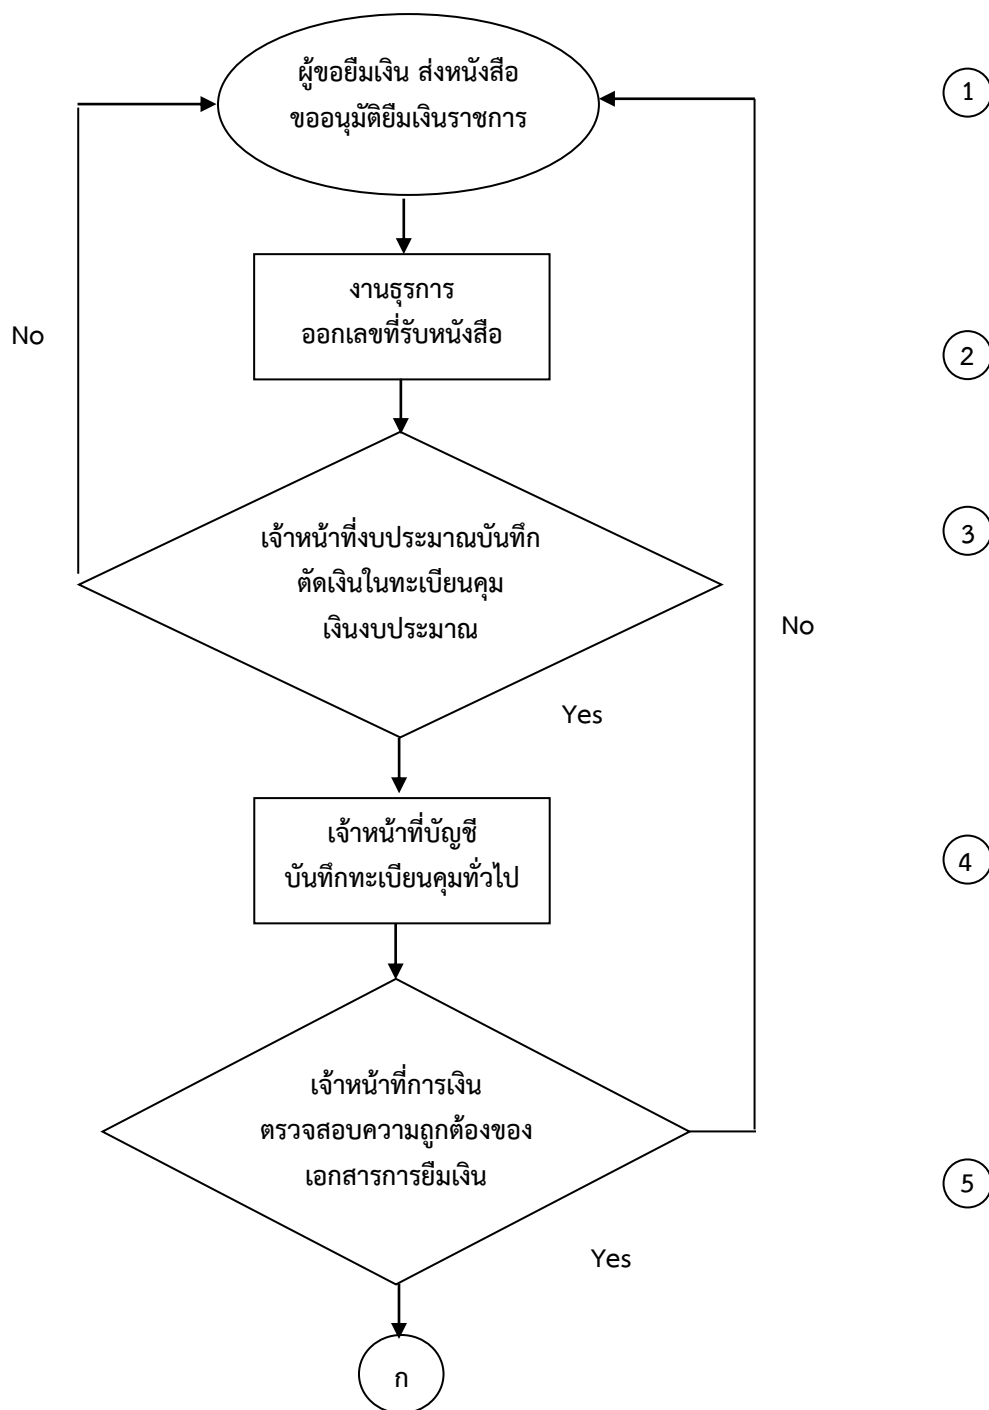 ผู้ขอยืมเงิน ส่งหนังสือ
ขออนุมัติยืมเงินราชการ
1
งานธุรการ
ออกเลขที่รับหนังสือ
No
2
เจ้าหน้าที่งบประมาณบันทึก
ตัดเงินในทะเบียนคุม
เงินงบประมาณ
3
No
Yes
เจ้าหน้าที่บัญชี
บันทึกทะเบียนคุมทั่วไป
4
เจ้าหน้าที่การเงิน
ตรวจสอบความถูกต้องของ
เอกสารการยืมเงิน
5
Yes
ก